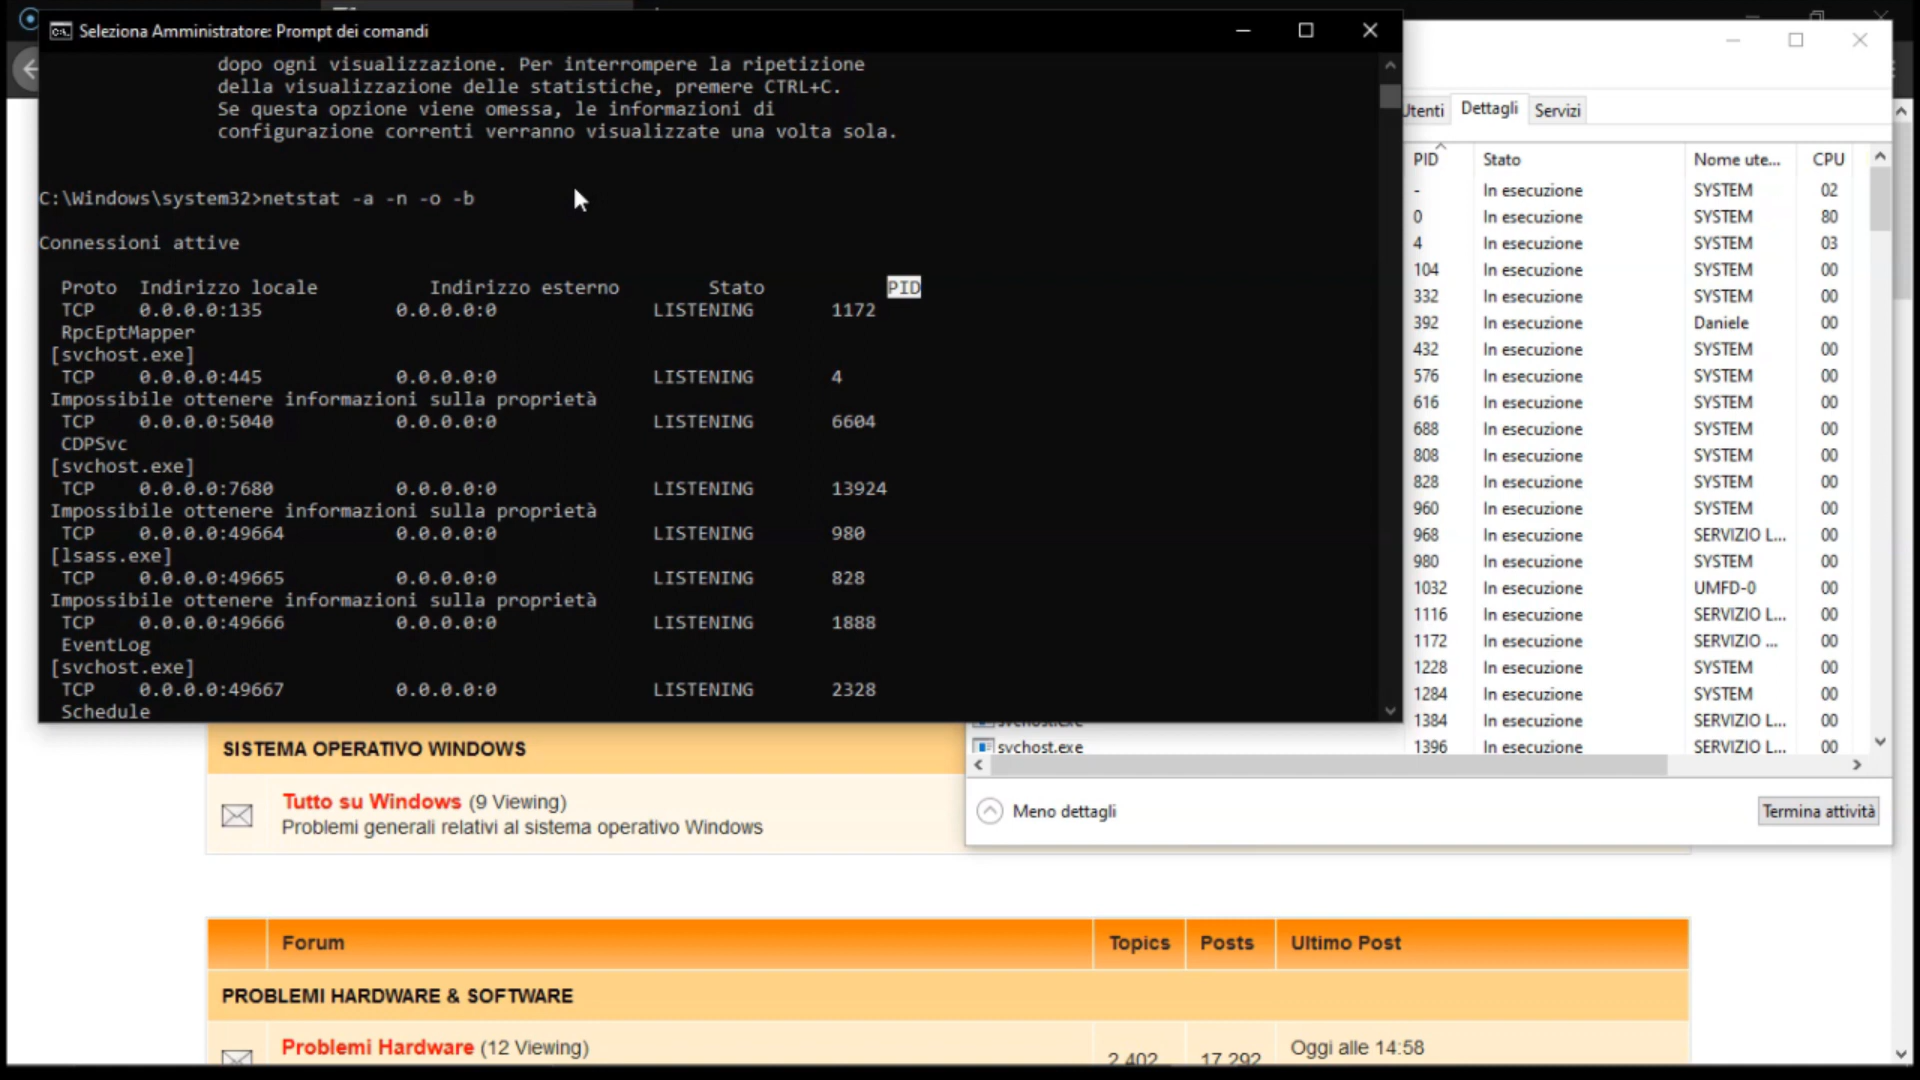 Seleziona Amministratore: Prompt dei comandi
dopo ogni visualizzazione. Per interrompere la ripetizione
della visualizzazione delle statistiche, premere CTRL+C.
Se questa opzione viene omessa, le informazioni di
configurazione correnti verranno visualizzate una volta sola.
C:\Windows\system32>netstat -a -n -o -b
Connessioni attive
Proto Indirizzo locale Indirizzo esterno Stato PID
TCP 0.0.0.0:135 0.0.0.0:0 LISTENING 1172
RpcEptMapper
[svchost.exe]
TCP 0.0.0.0:445 0.0.0.0:0 LISTENING 4
Impossibile ottenere informazioni sulla proprietà
TCP 0.0.0.0:5040 0.0.0.0:0 LISTENING 6604
CDPSvc
[svchost.exe]
TCP 0.0.0.0:7680 0.0.0.0:0 LISTENING 13924
Impossibile ottenere informazioni sulla proprietà
TCP 0.0.0.0:49664 0.0.0.0:0 LISTENING 980
[lsass.exe]
TCP 0.0.0.0:49665 0.0.0.0:0 LISTENING 828
Impossibile ottenere informazioni sulla proprietà
TCP 0.0.0.0:49666 0.0.0.0:0 LISTENING 1888
EventLog
[svchost.exe]
TCP 0.0.0.0:49667 0.0.0.0:0 LISTENING 2328
Schedule
Utenti Dettagli Servizi
PID Stato Nome ute... CPU
- In esecuzione SYSTEM 02
0 In esecuzione SYSTEM 80
4 In esecuzione SYSTEM 03
104 In esecuzione SYSTEM 00
332 In esecuzione SYSTEM 00
392 In esecuzione Daniele 00
432 In esecuzione SYSTEM 00
576 In esecuzione SYSTEM 00
616 In esecuzione SYSTEM 00
688 In esecuzione SYSTEM 00
808 In esecuzione SYSTEM 00
828 In esecuzione SYSTEM 00
960 In esecuzione SYSTEM 00
968 In esecuzione SERVIZIO L... 00
980 In esecuzione SYSTEM 00
1032 In esecuzione UMFD-0 00
1116 In esecuzione SERVIZIO L... 00
1172 In esecuzione SERVIZIO ... 00
1228 In esecuzione SYSTEM 00
1284 In esecuzione SYSTEM 00
svchost.exe 1384 In esecuzione SERVIZIO L... 00
svchost.exe 1396 In esecuzione SERVIZIO L... 00
Meno dettagli Termina attività
SISTEMA OPERATIVO WINDOWS
Tutto su Windows (9 Viewing)
Problemi generali relativi al sistema operativo Windows
Forum Topics Posts Ultimo Post
PROBLEMI HARDWARE & SOFTWARE
Problemi Hardware (12 Viewing)
2.402 17.292 Oggi alle 14:58